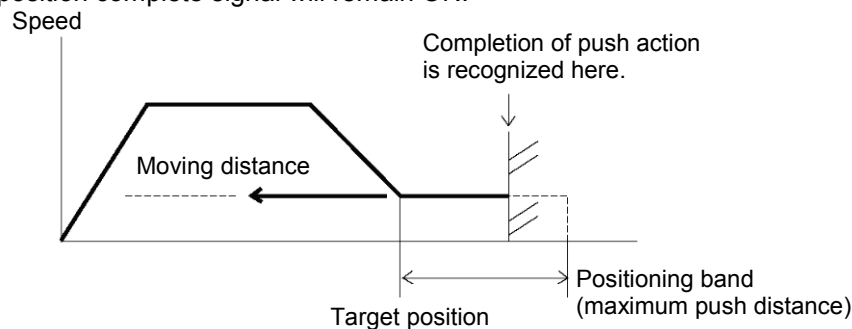 position complete signal will remain ON.
Speed
Completion of push action
is recognized here.
Moving distance
Positioning band
(maximum push distance)
Target position